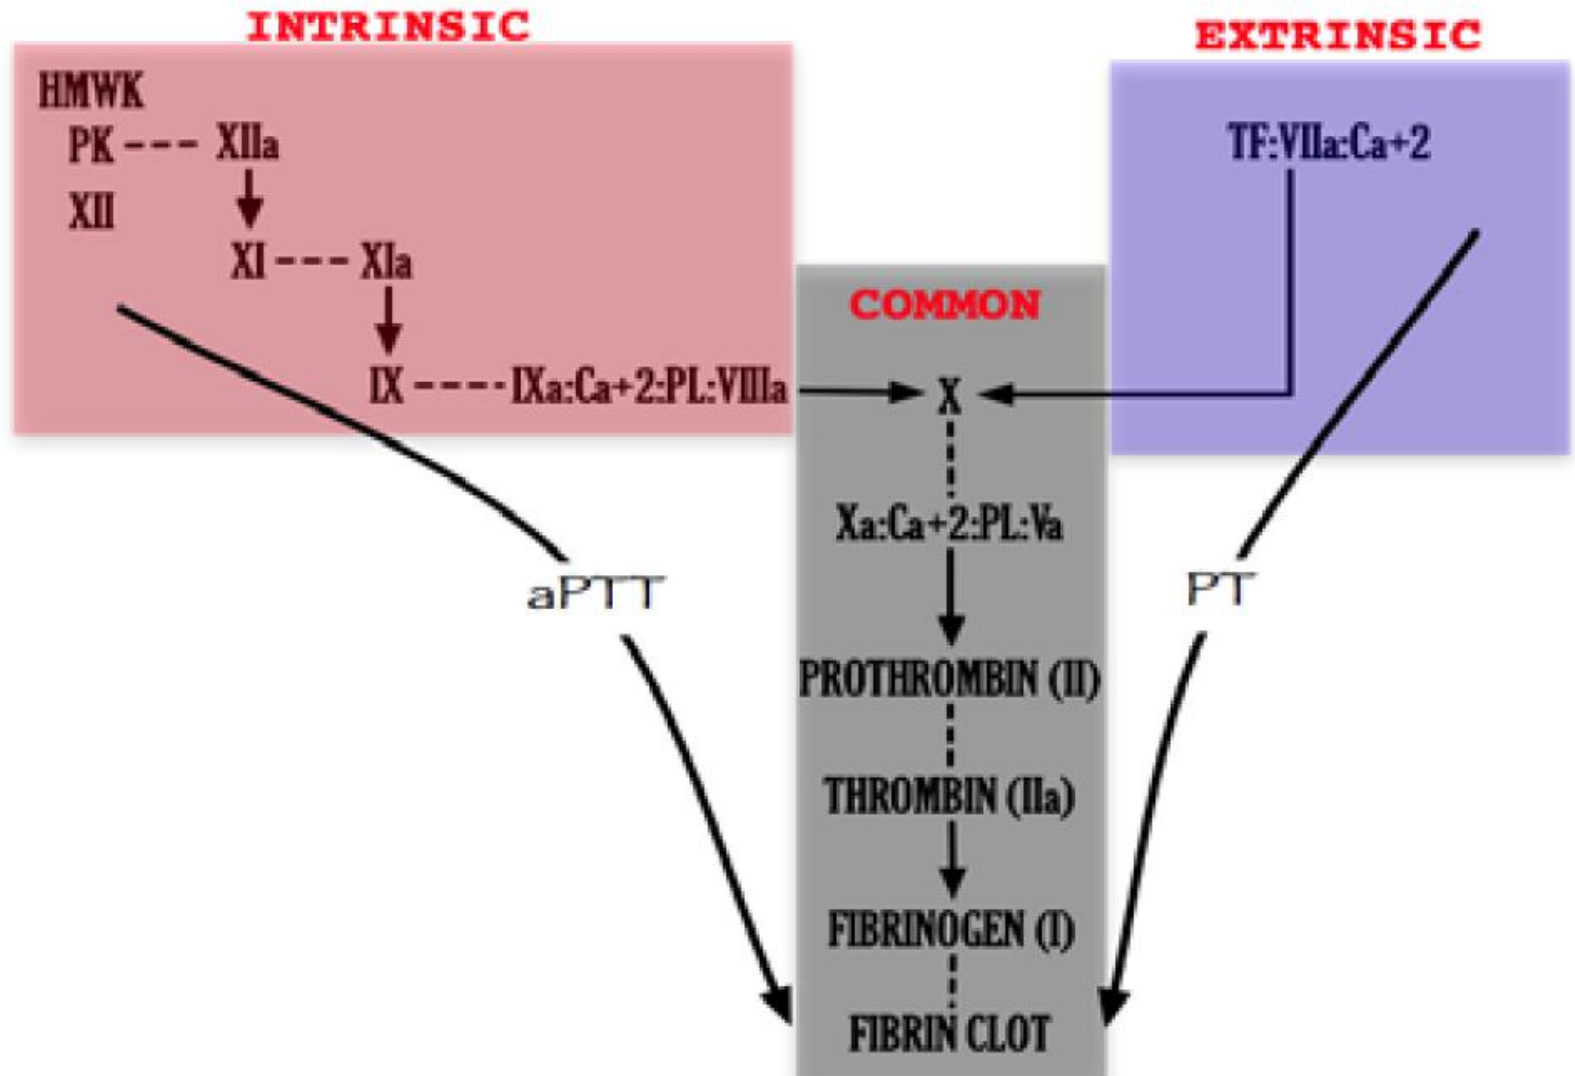 INTRINSIC
HMWK
PK --- XIIa
XII
XI --- XIa
IX ---- IXa:Ca+2:PL:VIIIa
EXTRINSIC
TF:VIIa:Ca+2
COMMON
X
Xa:Ca+2:PL:Va
PROTHROMBIN (II)
THROMBIN (IIa)
FIBRINOGEN (I)
FIBRIN CLOT
aPTT
PT